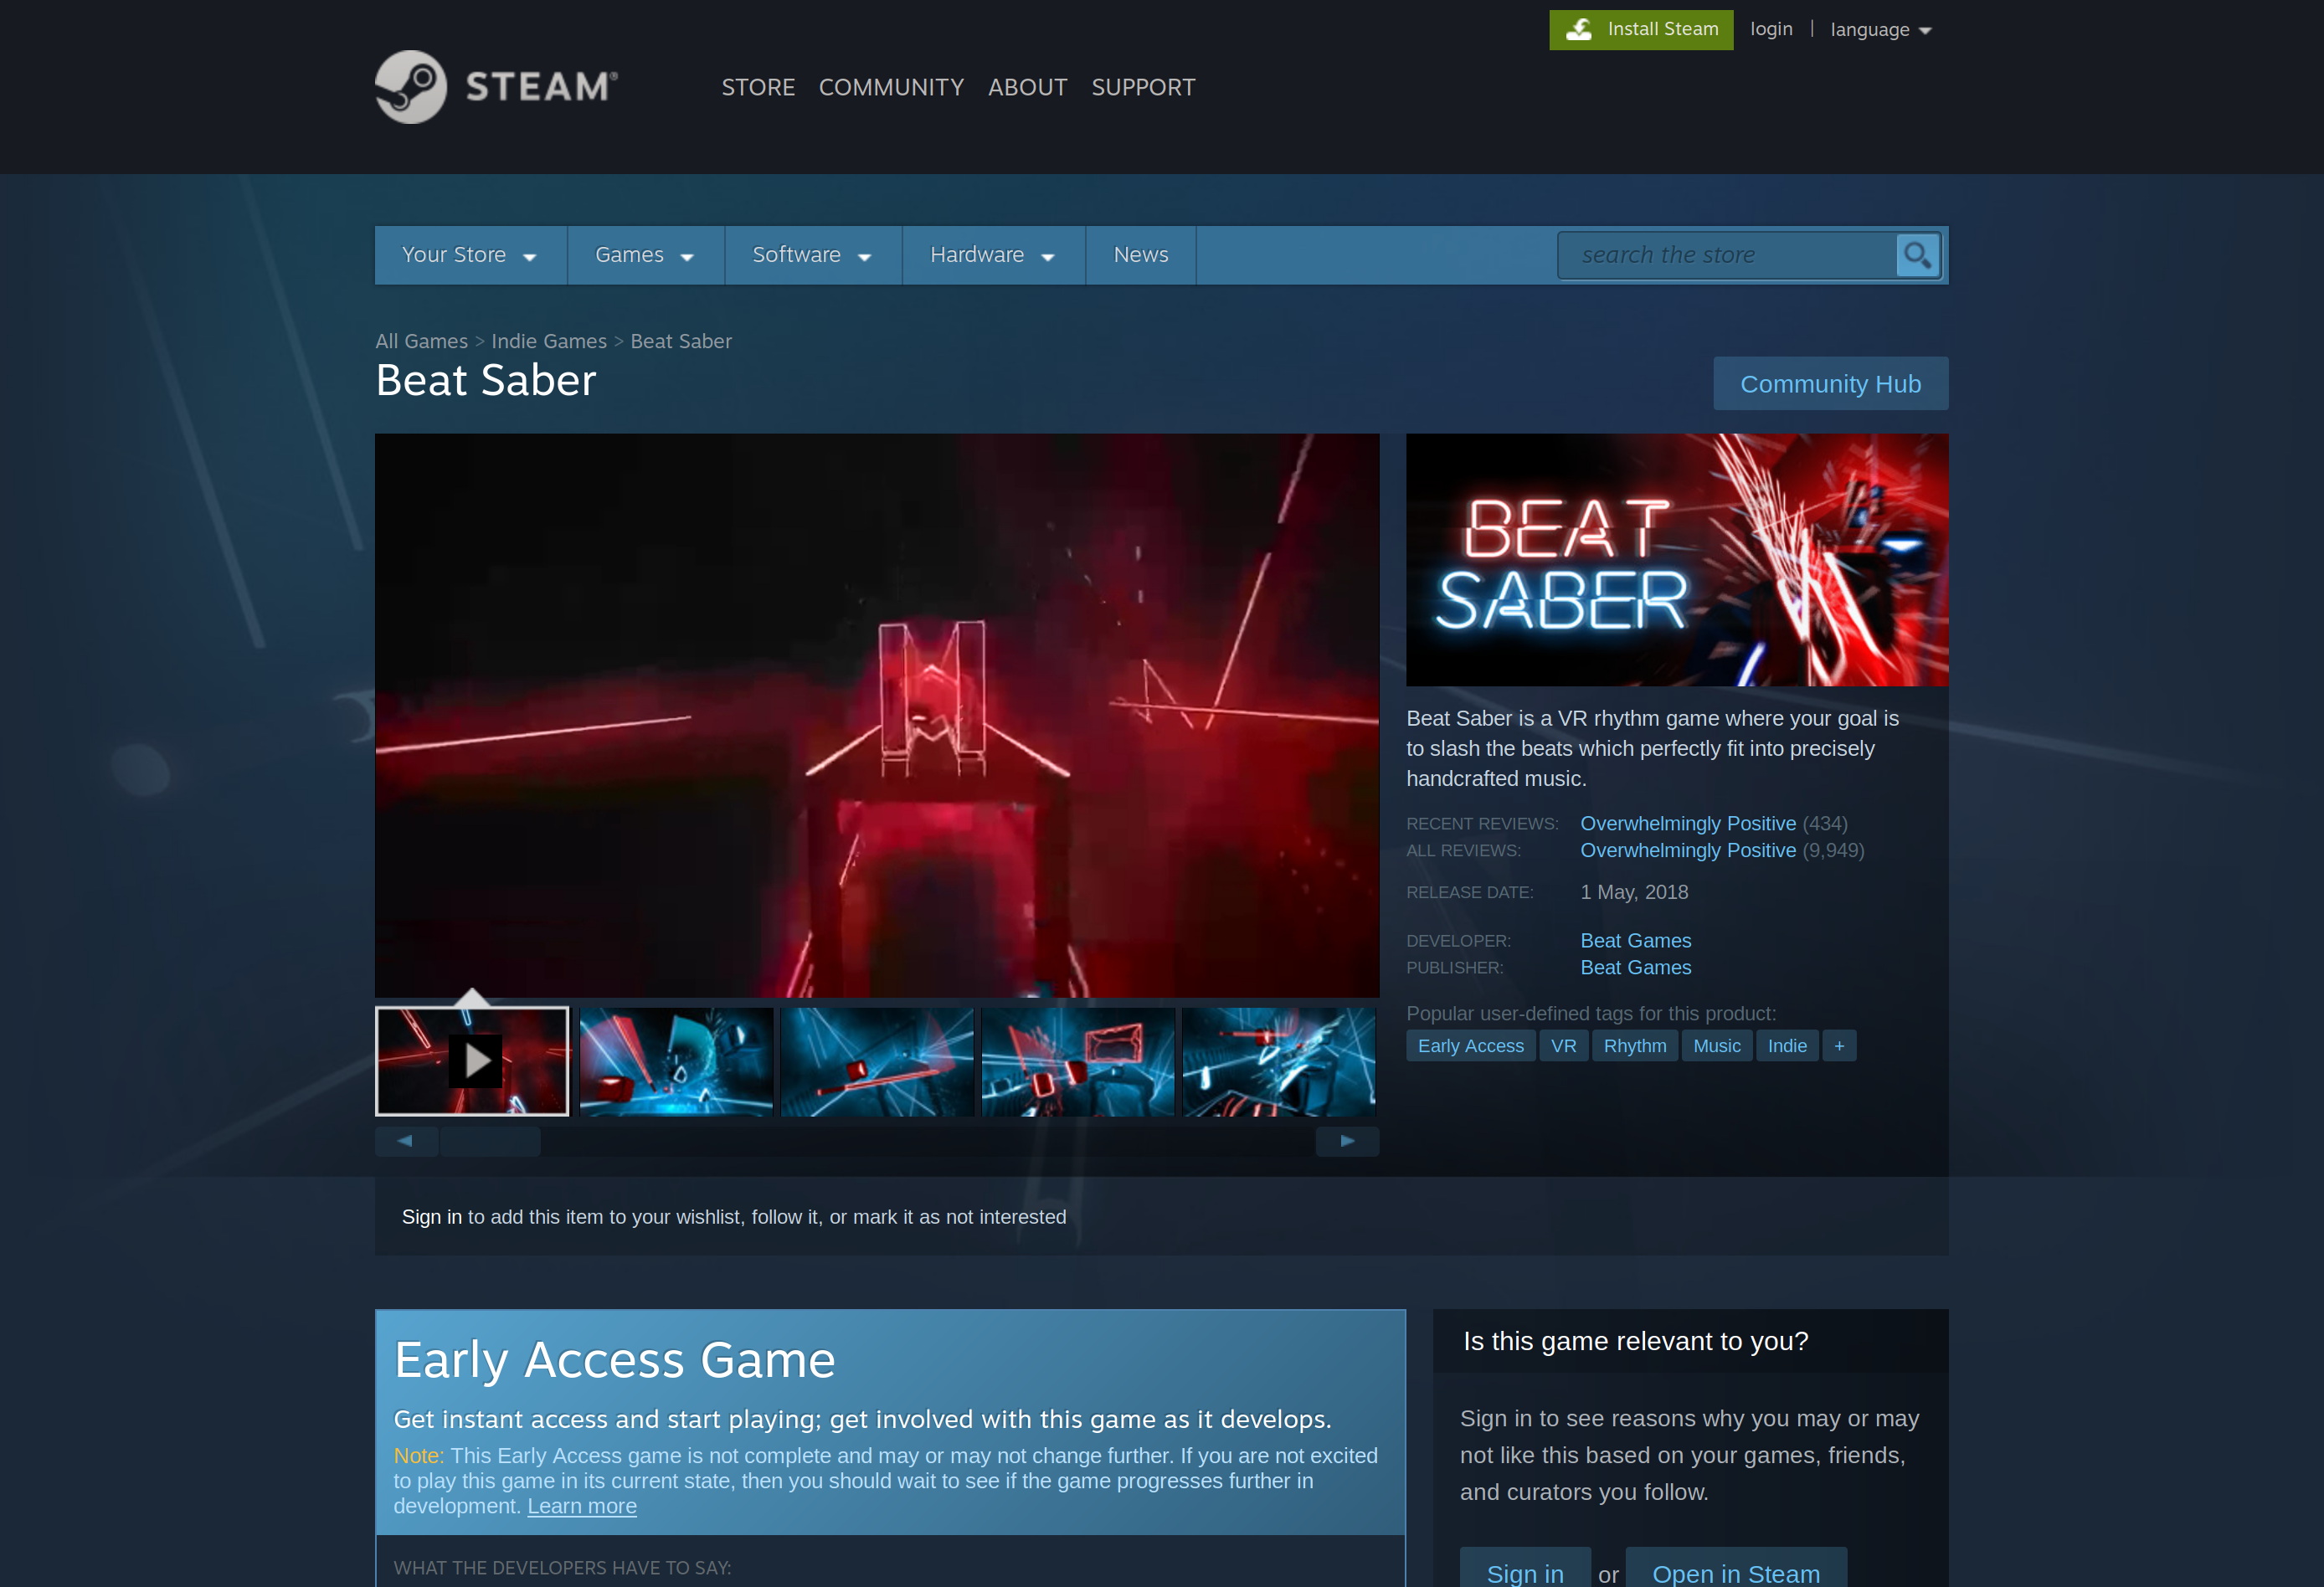 Install Steam
login | language
STEAM®
STORE COMMUNITY ABOUT SUPPORT
Your Store Games Software Hardware News
search the store
All Games > Indie Games > Beat Saber
Beat Saber
Community Hub
BEAT
SABER
Beat Saber is a VR rhythm game where your goal is
to slash the beats which perfectly fit into precisely
handcrafted music.
RECENT REVIEWS: Overwhelmingly Positive (434)
ALL REVIEWS: Overwhelmingly Positive (9,949)
RELEASE DATE: 1 May, 2018
DEVELOPER: Beat Games
PUBLISHER: Beat Games
Popular user-defined tags for this product:
Early Access VR Rhythm Music Indie +
Sign in to add this item to your wishlist, follow it, or mark it as not interested
Early Access Game
Get instant access and start playing; get involved with this game as it develops.
Note: This Early Access game is not complete and may or may not change further. If you are not excited
to play this game in its current state, then you should wait to see if the game progresses further in
development. Learn more
WHAT THE DEVELOPERS HAVE TO SAY:
Is this game relevant to you?
Sign in to see reasons why you may or may
not like this based on your games, friends,
and curators you follow.
Sign in or Open in Steam